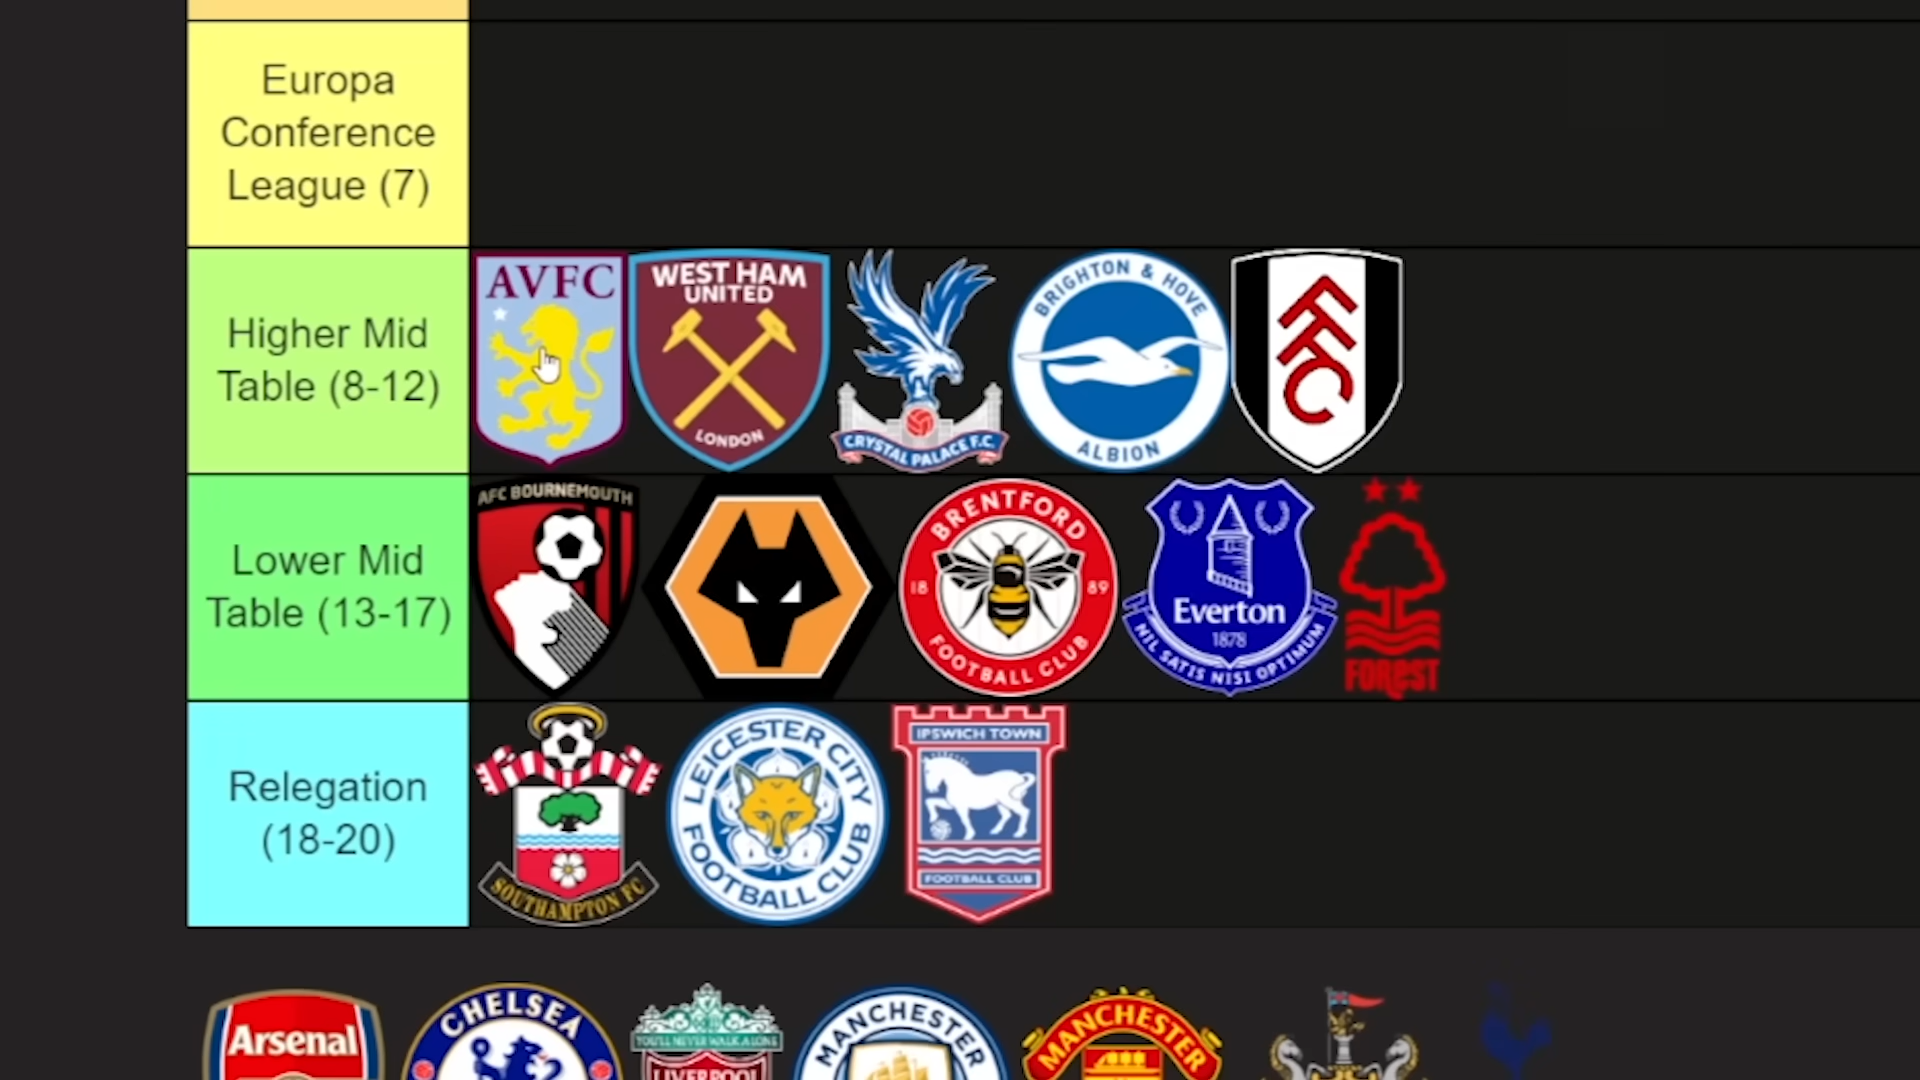 Europa
Conference
League (7)
Higher Mid
Table (8-12)
AVFC
WEST HAM
UNITED
LONDON
CRYSTAL PALACE F.C.
BRIGHTON & HOVE
ALBION
FFC
Lower Mid
Table (13-17)
AFC BOURNEMOUTH
BRENTFORD
18 89
FOOTBALL CLUB
Everton
1878
NIL SATIS NISI OPTIMUM
FOREST
Relegation
(18-20)
SOUTHAMPTON FC
LEICESTER CITY
FOOTBALL CLUB
IPSWICH TOWN
FOOTBALL CLUB
Arsenal
CHELSEA
YOU'LL NEVER WALK ALONE
LIVERPOOL
MANCHESTER
MANCHESTER